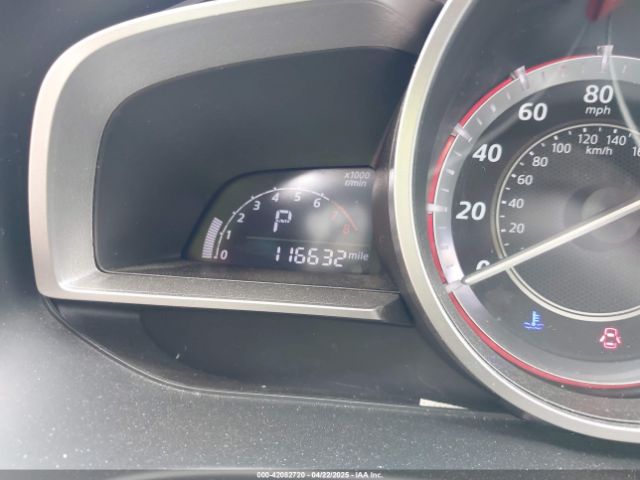 x1000
r/min
0 1 2 3 4 5 6 7 8
P
116632 mile
0 20 40 60 80
mph
20 40 60 80 100 120 140
km/h
000-42082720 - 04/22/2025 - IAA Inc.